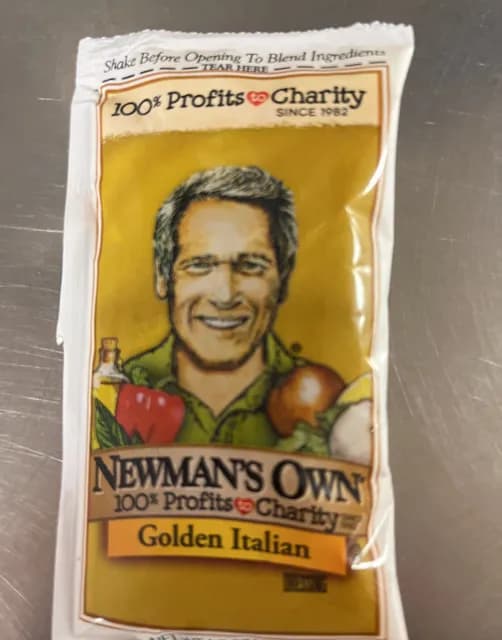 Shake Before Opening To Blend Ingredients
TEAR HERE
100% Profits to Charity
SINCE 1982
NEWMAN'S OWN
100% Profits to Charity
Golden Italian